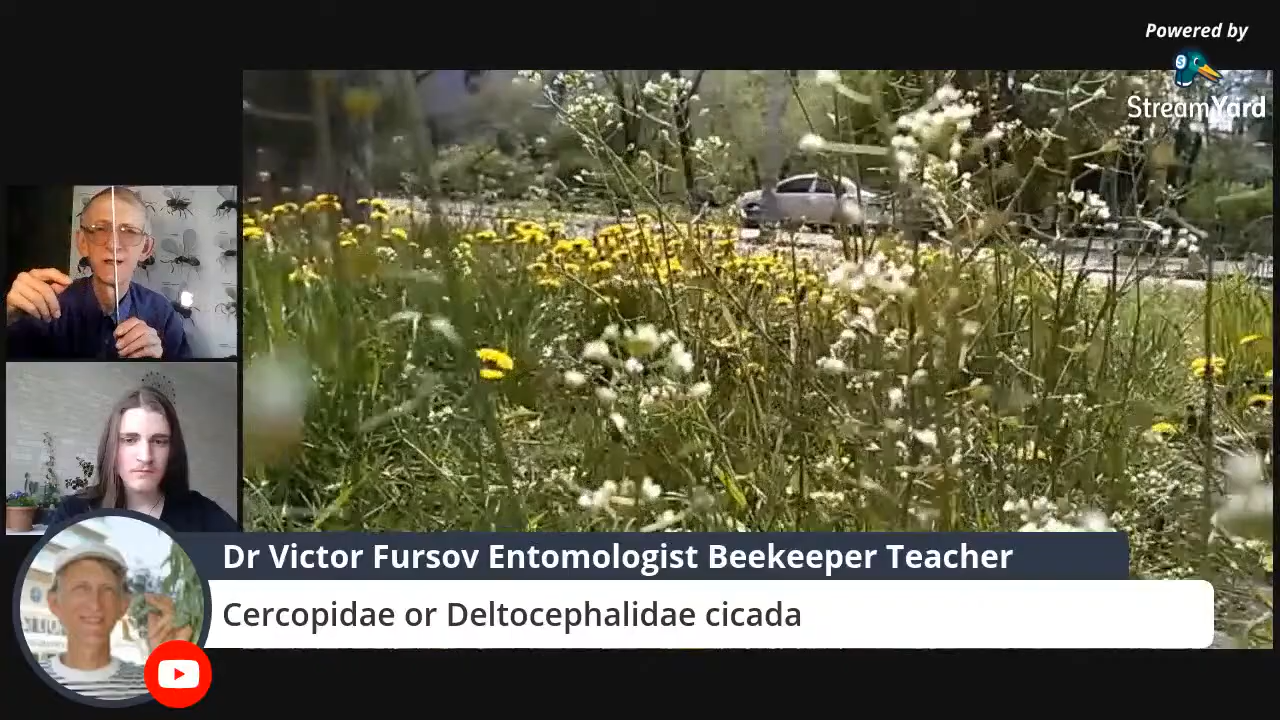 Powered by
StreamYard
Dr Victor Fursov Entomologist Beekeeper Teacher
Cercopidae or Deltocephalidae cicada